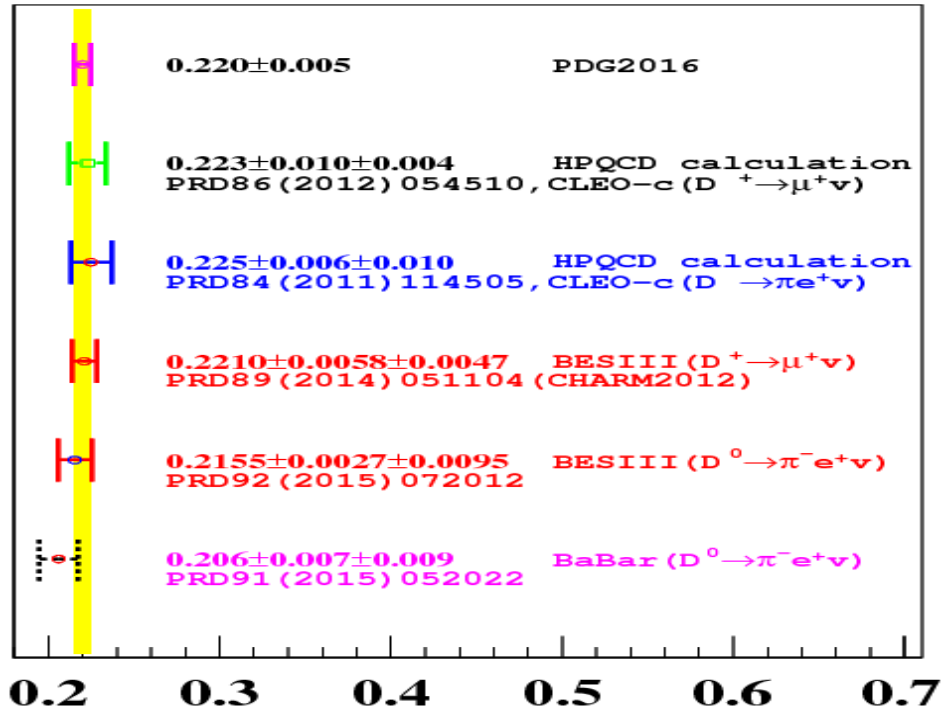 0.220±0.005 PDG2016
0.223±0.010±0.004 HPQCD calculation
PRD86(2012)054510,CLEO-c(D +→μ+v)
0.225±0.006±0.010 HPQCD calculation
PRD84(2011)114505,CLEO-c(D →πe+v)
0.2210±0.0058±0.0047 BESIII(D+→μ+v)
PRD89(2014)051104(CHARM2012)
0.2155±0.0027±0.0095 BESIII(D0→π−e+v)
PRD92(2015)072012
0.206±0.007±0.009 BaBar(D0→π−e+v)
PRD91(2015)052022
0.2 0.3 0.4 0.5 0.6 0.7